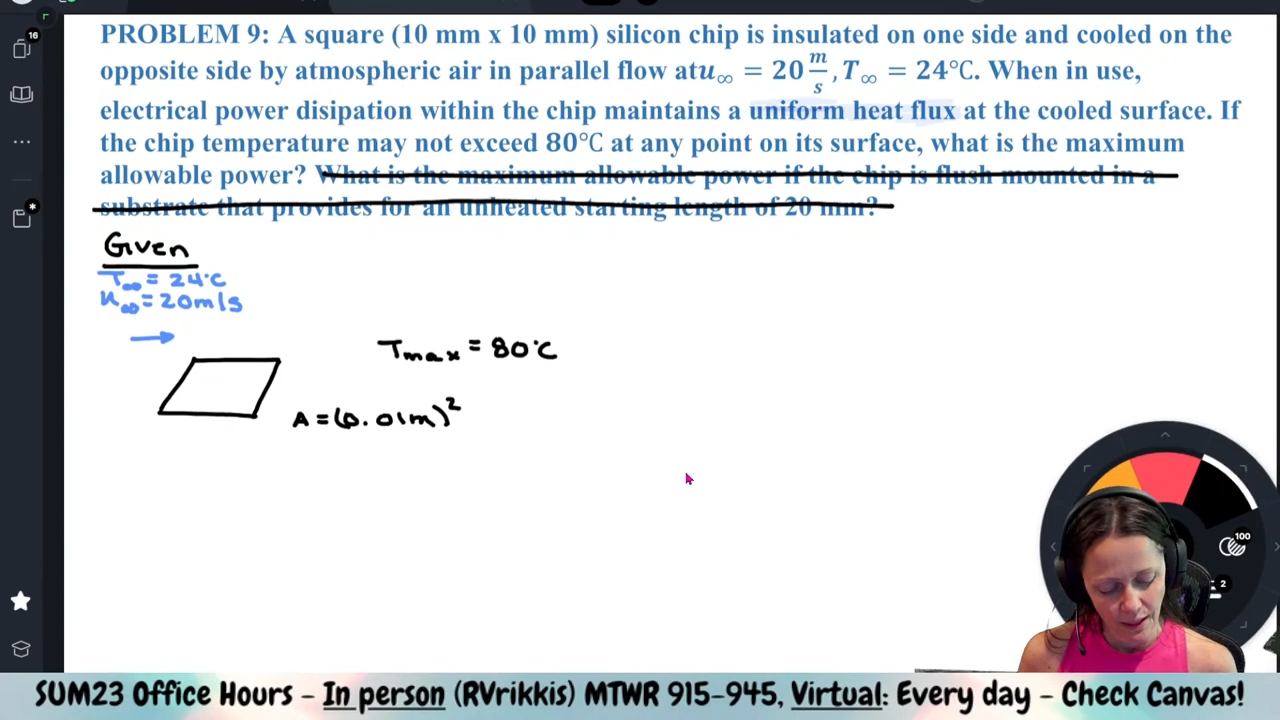 16
PROBLEM 9: A square (10 mm x 10 mm) silicon chip is insulated on one side and cooled on the
opposite side by atmospheric air in parallel flow at u∞ = 20 m/s, T∞ = 24℃. When in use,
electrical power disipation within the chip maintains a uniform heat flux at the cooled surface. If
the chip temperature may not exceed 80℃ at any point on its surface, what is the maximum
allowable power? What is the maximum allowable power if the chip is flush mounted in a
substrate that provides for an unheated starting length of 20 mm?
Given
T∞ = 24°C
u∞ = 20m/s
Tmax = 80°C
A = (0.01m)²
100
2
SUM23 Office Hours – In person (RVrikkis) MTWR 915-945, Virtual: Every day – Check Canvas!